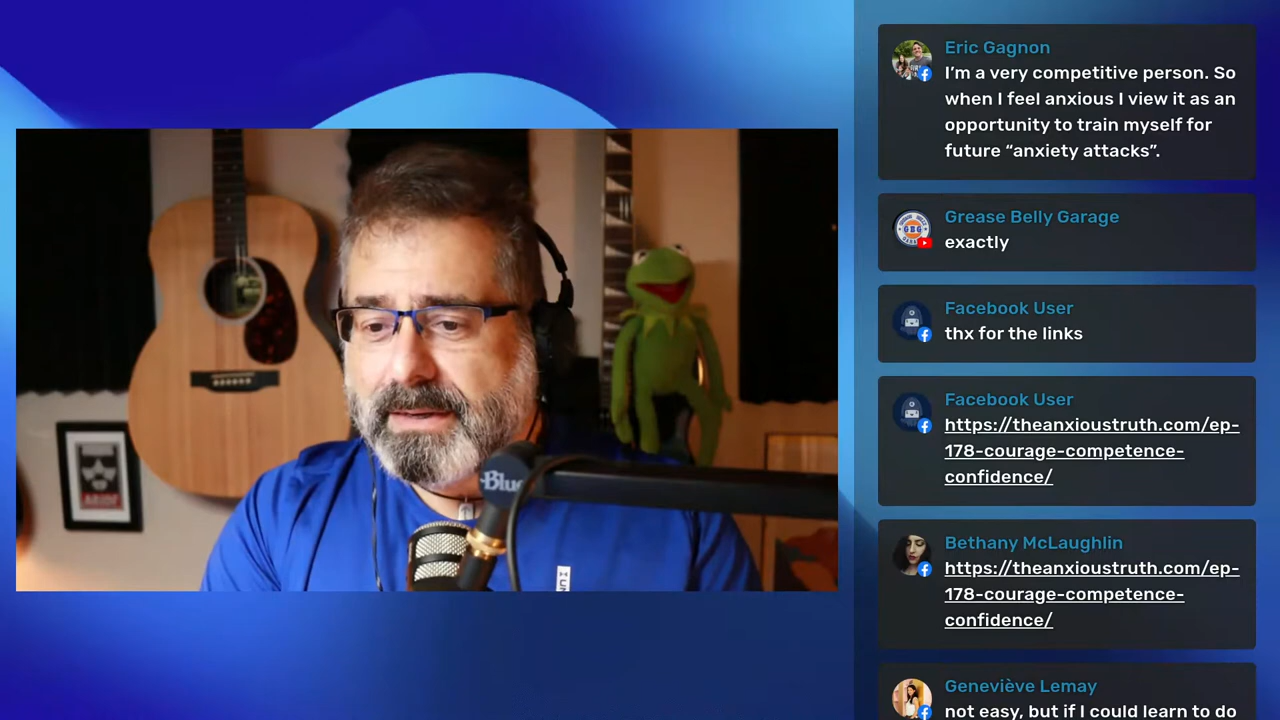 Eric Gagnon
I'm a very competitive person. So
when I feel anxious I view it as an
opportunity to train myself for
future “anxiety attacks”.
Grease Belly Garage
GBG
exactly
Facebook User
thx for the links
Facebook User
https://theanxioustruth.com/ep-
178-courage-competence-
confidence/
Bethany McLaughlin
https://theanxioustruth.com/ep-
178-courage-competence-
confidence/
Geneviève Lemay
not easy, but if I could learn to do
Blue
UN